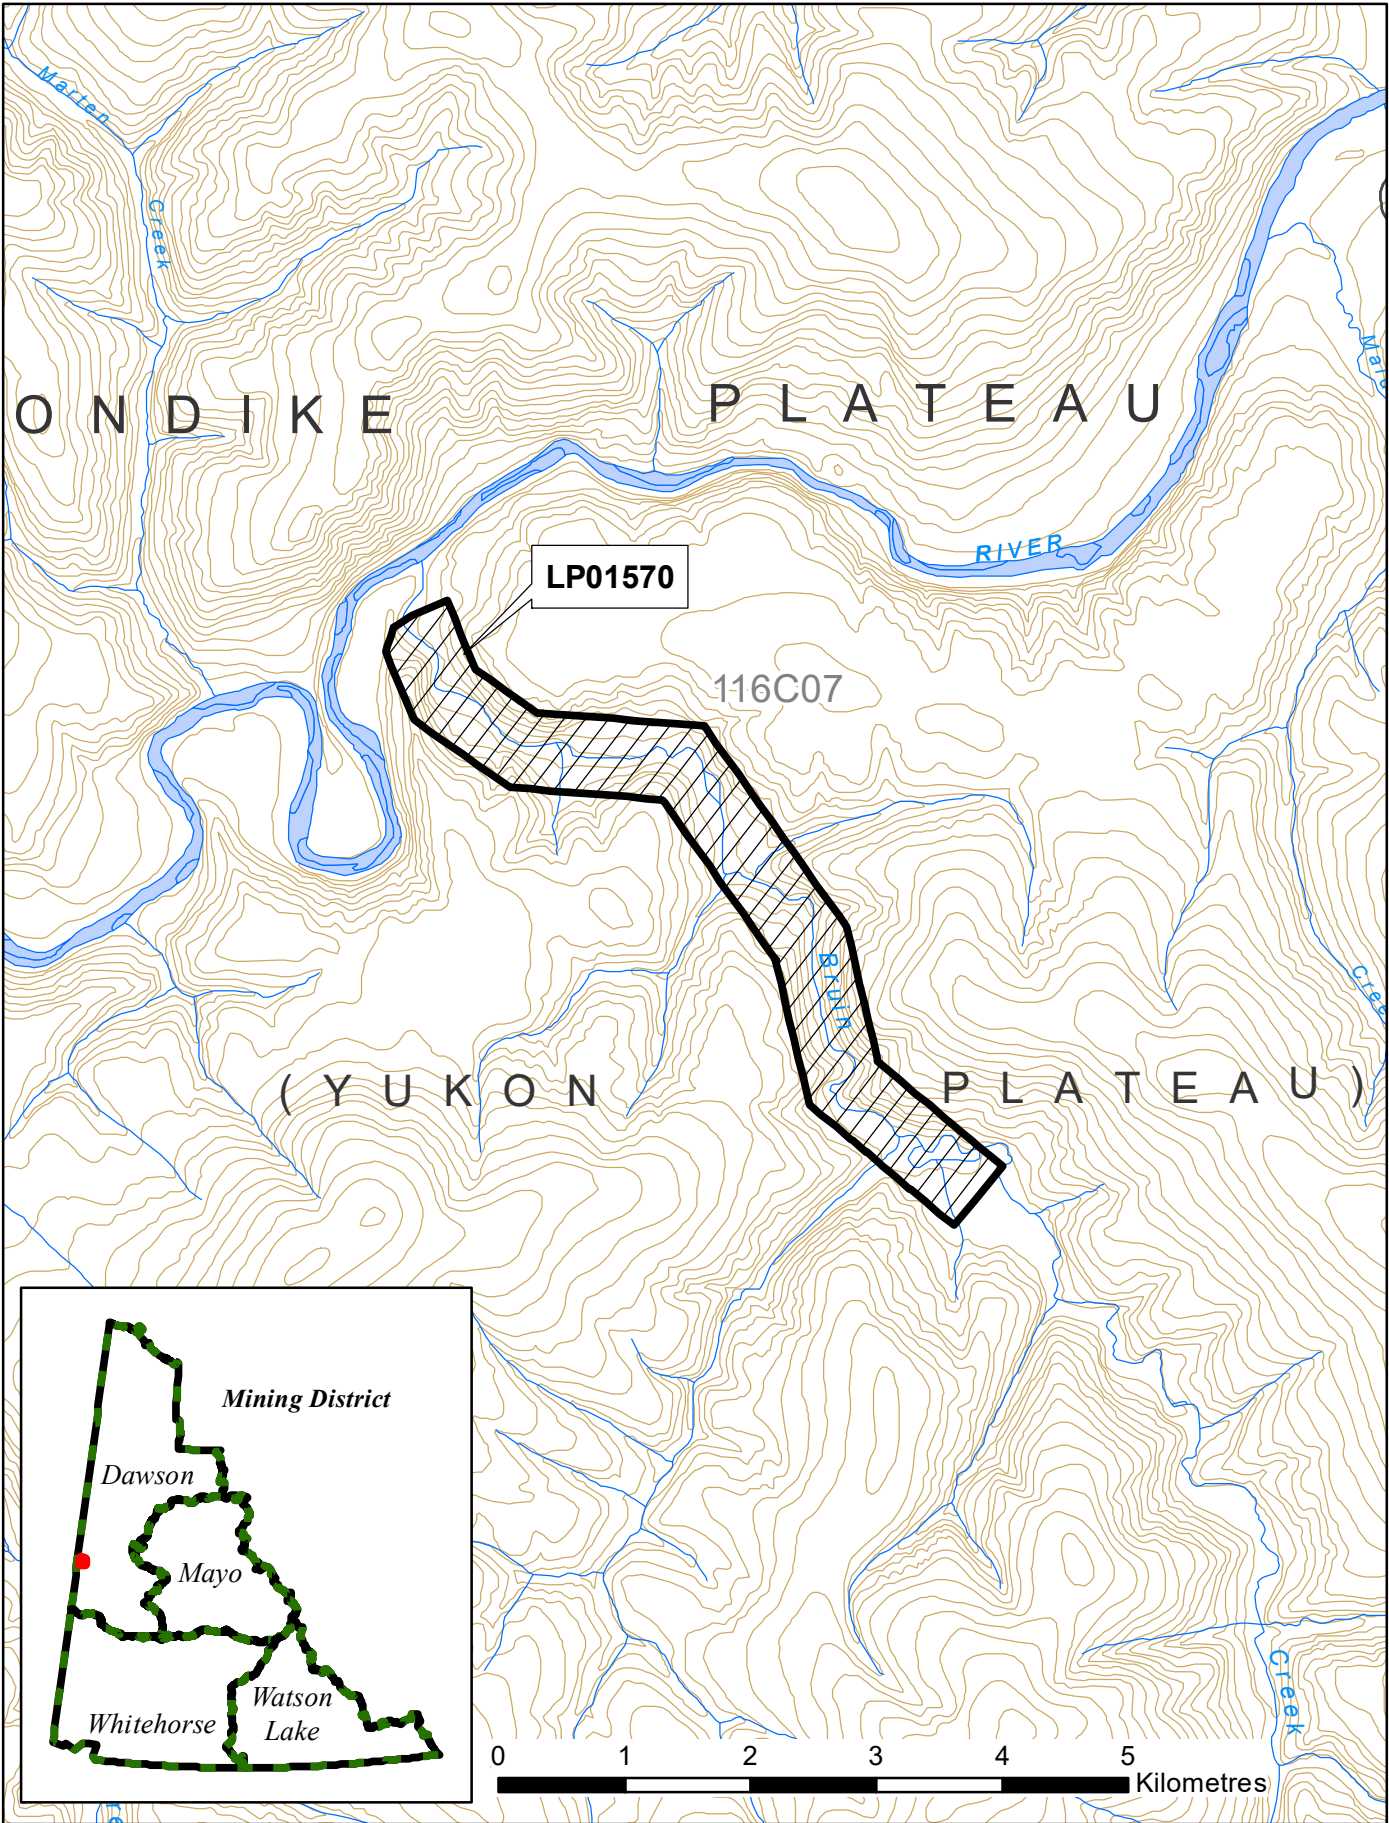 Marten
Creek
ONDIKE PLATEAU
RIVER
LP01570
116C07
Bruin
(YUKON PLATEAU)
Mining District
Dawson
Mayo
Watson
Lake
Whitehorse
Creek
0 1 2 3 4 5
Kilometres